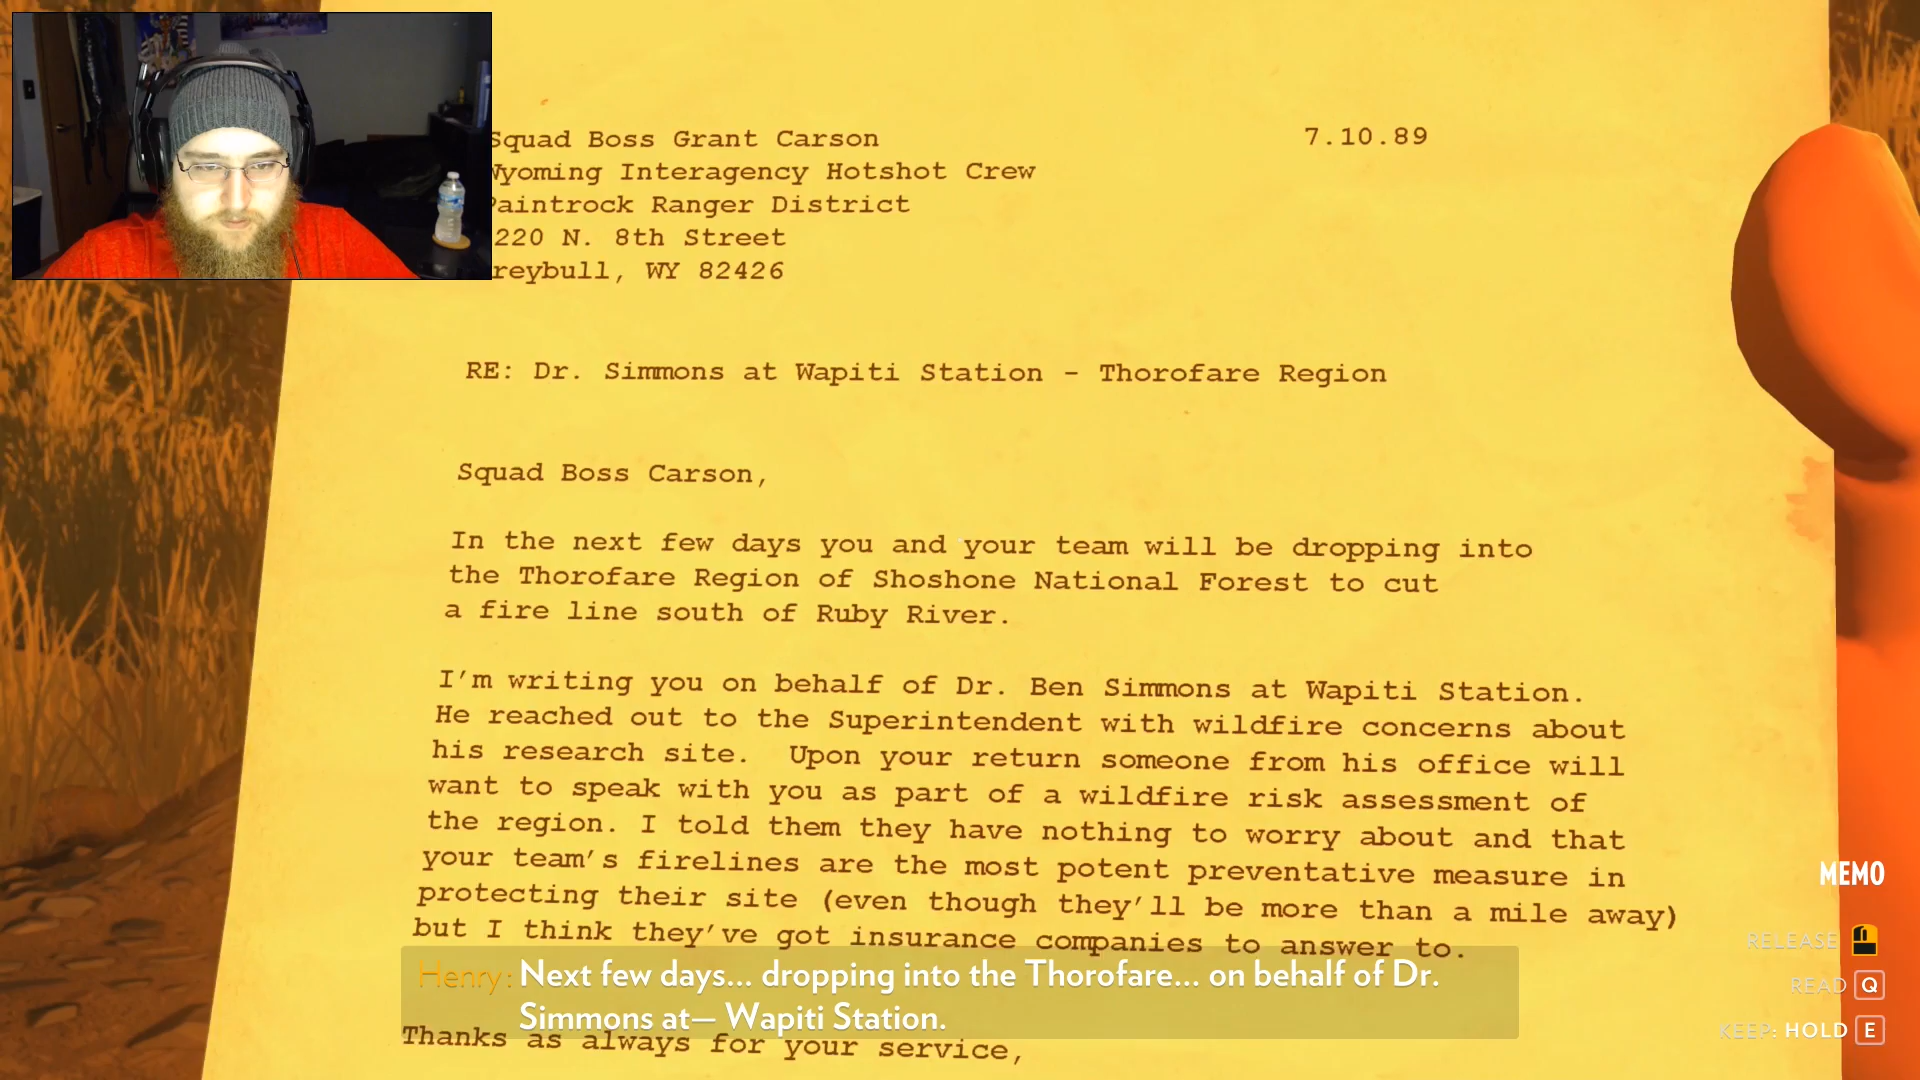 Squad Boss Grant Carson
7.10.89
Wyoming Interagency Hotshot Crew
Paintrock Ranger District
220 N. 8th Street
reybull, WY 82426
RE: Dr. Simmons at Wapiti Station - Thorofare Region
Squad Boss Carson,
In the next few days you and your team will be dropping into
the Thorofare Region of Shoshone National Forest to cut
a fire line south of Ruby River.
I'm writing you on behalf of Dr. Ben Simmons at Wapiti Station.
He reached out to the Superintendent with wildfire concerns about
his research site. Upon your return someone from his office will
want to speak with you as part of a wildfire risk assessment of
the region. I told them they have nothing to worry about and that
your team's firelines are the most potent preventative measure in
protecting their site (even though they'll be more than a mile away)
but I think they've got insurance companies to answer to.
Thanks as always for your service,
Henry: Next few days... dropping into the Thorofare... on behalf of Dr.
Simmons at— Wapiti Station.
MEMO
RELEASE
READ Q
KEEP: HOLD E